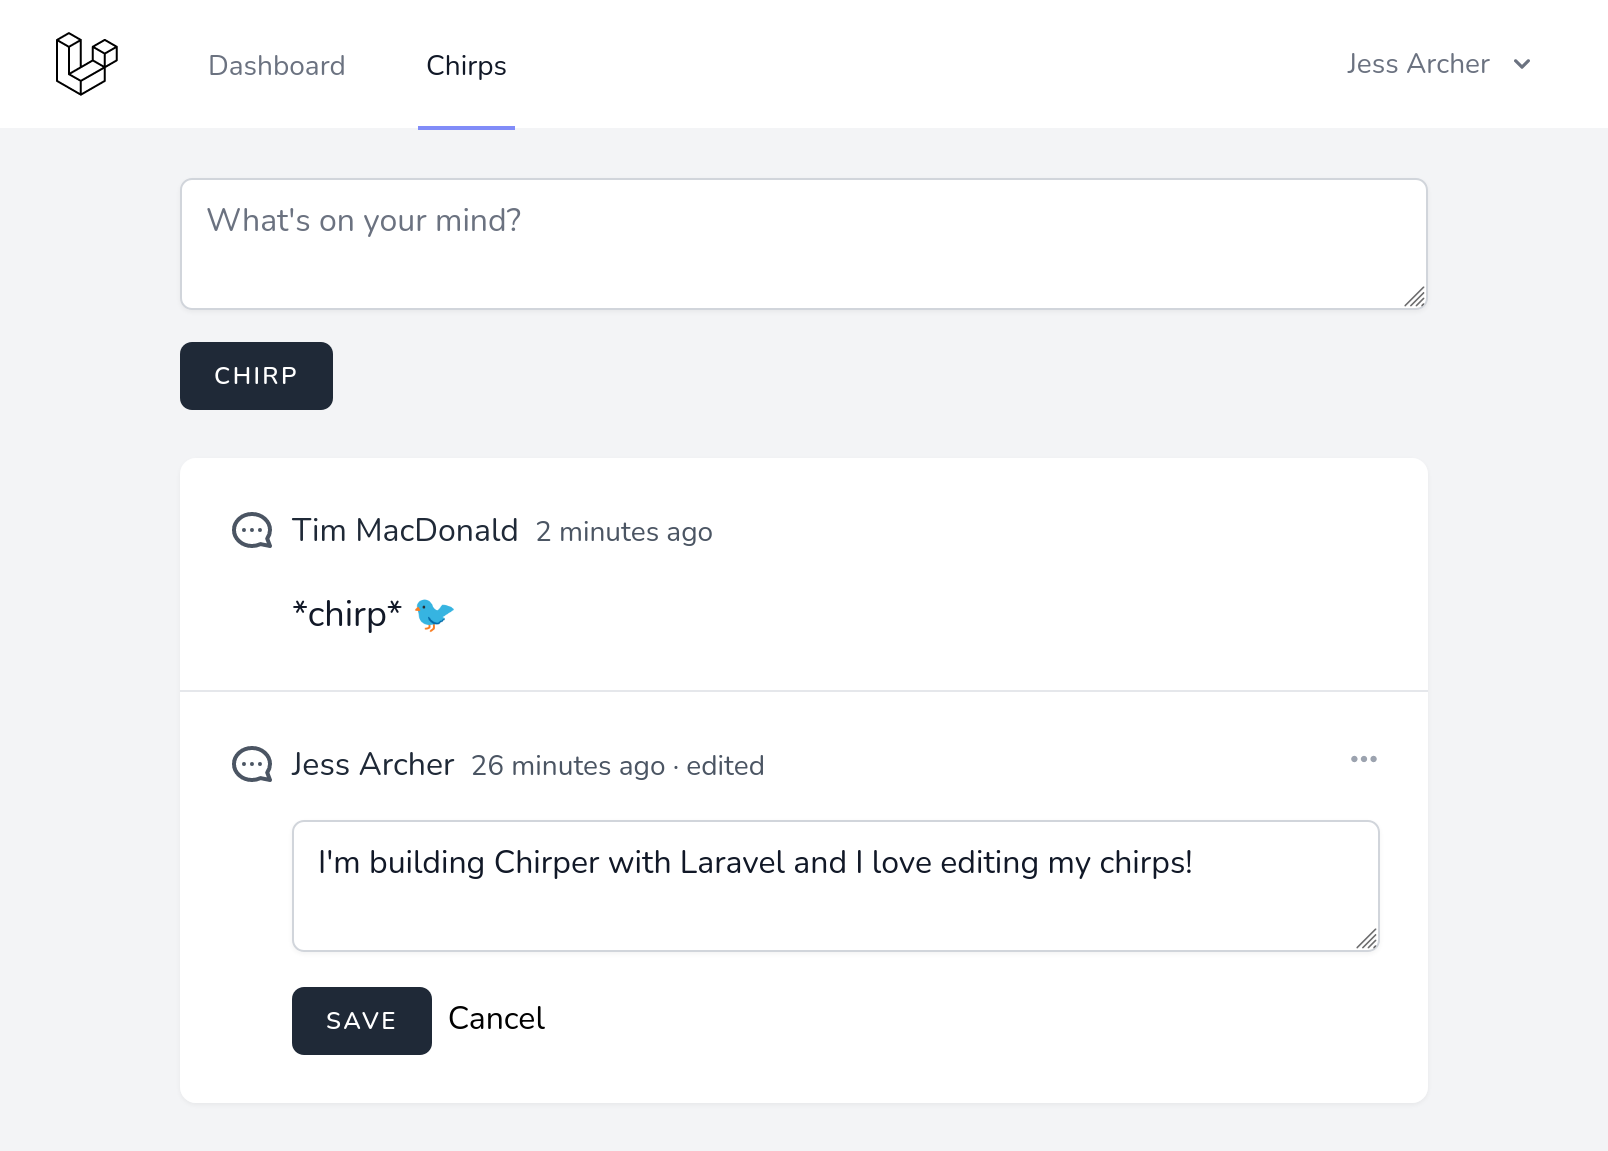 Dashboard Chirps Jess Archer
What's on your mind?
CHIRP
Tim MacDonald 2 minutes ago
*chirp* 🐦
Jess Archer 26 minutes ago · edited
I'm building Chirper with Laravel and I love editing my chirps!
SAVE Cancel